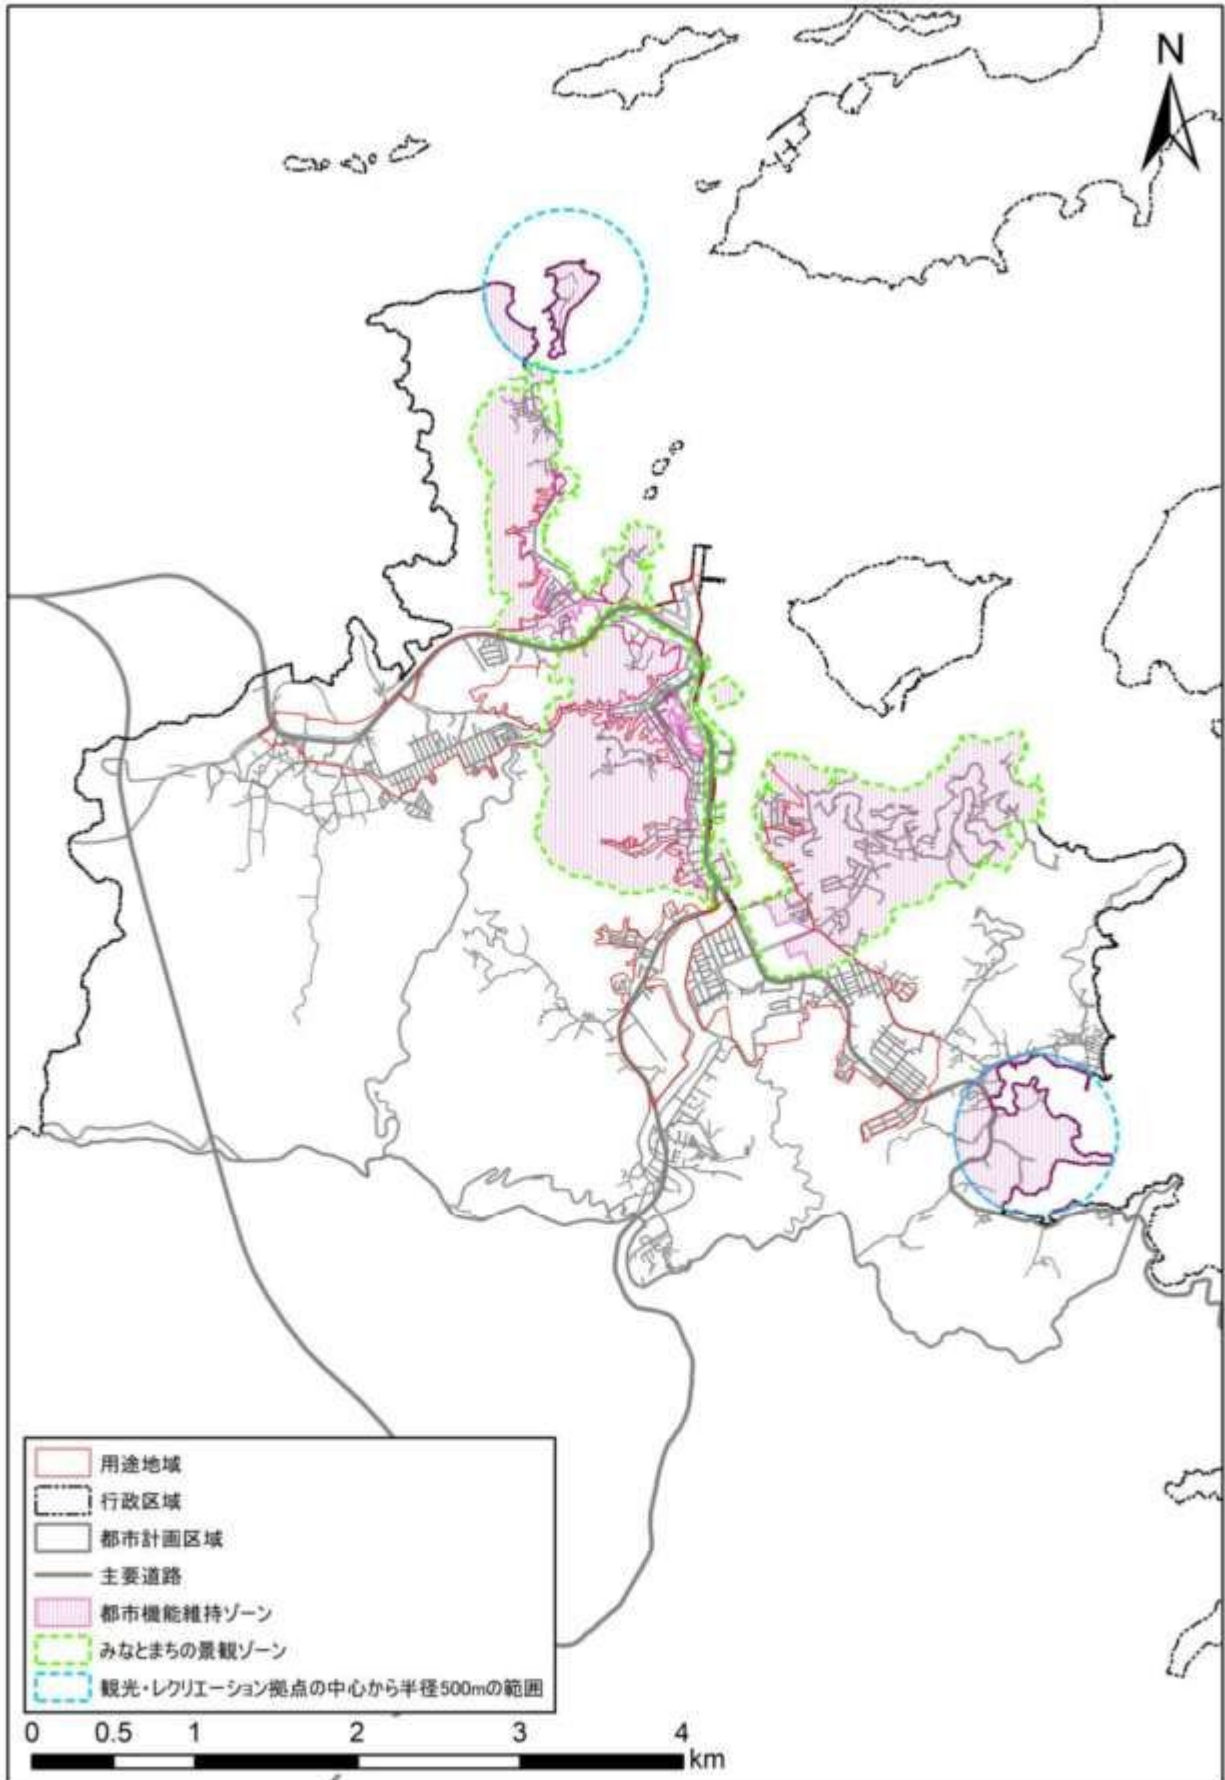 N
用途地域
行政区域
都市計画区域
主要道路
都市機能維持ゾーン
みなとまちの景観ゾーン
観光・レクリエーション拠点の中心から半径500mの範囲
0 0.5 1 2 3 4
km